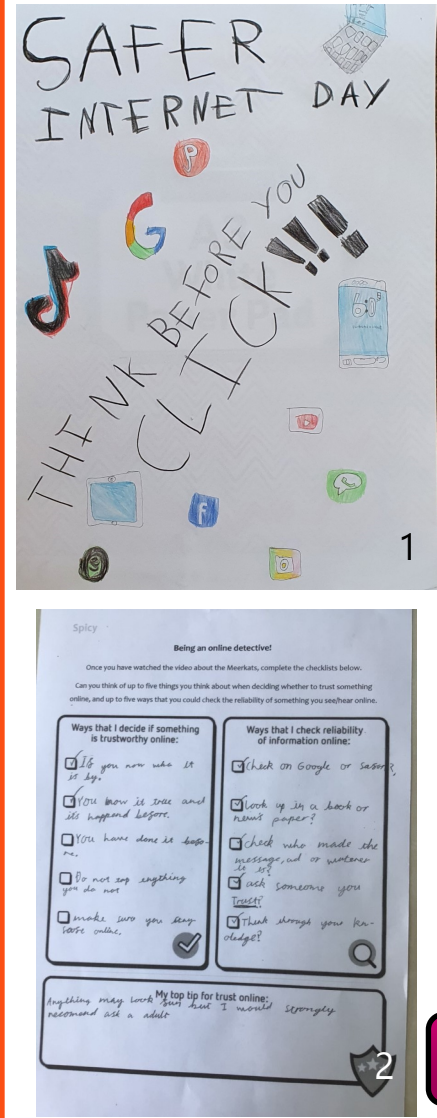 SAFER
INTERNET DAY
THINK BEFORE YOU
CLICK!!!!
6:0
1
Spicy
Being an online detective!
Once you have watched the video about the Meerkats, complete the checklists below.
Can you think of up to five things you think about when deciding whether to trust something
online, and up to five ways that you could check the reliability of something you see/hear online.
Ways that I decide if something
is trustworthy online:
If you now who it
is by.
You know is true and
its happend before.
You have done it befo-
re.
Do not anything
you do not
make sure you stay
online.
Ways that I check reliability
of information online:
Check on Google or
Look up in a book or
news paper?
Check who made the
message, ad or
it is?
ask someone you
Trust?
Think through your kn-
oledge?
My top tip for trust online:
Anything may look but I would strongly
recomend ask a adult
2